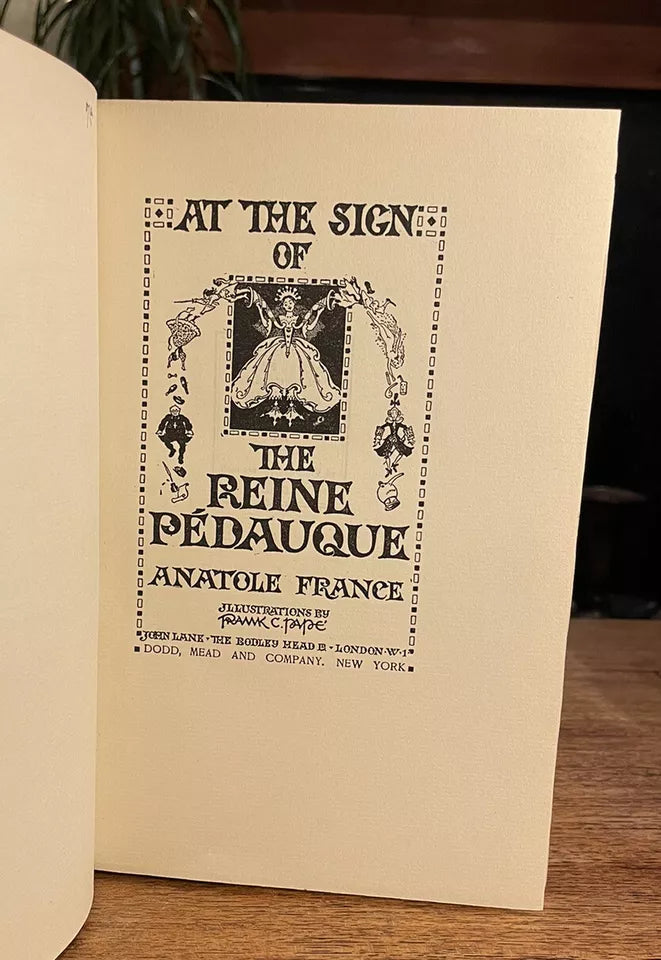 AT THE SIGN
OF
THE
REINE
PÉDAUQUE
ANATOLE FRANCE
ILLUSTRATIONS BY
FRANK C. PAPÉ
JOHN LANE • THE BODLEY HEAD LD • LONDON • W • 1
DODD, MEAD AND COMPANY. NEW YORK